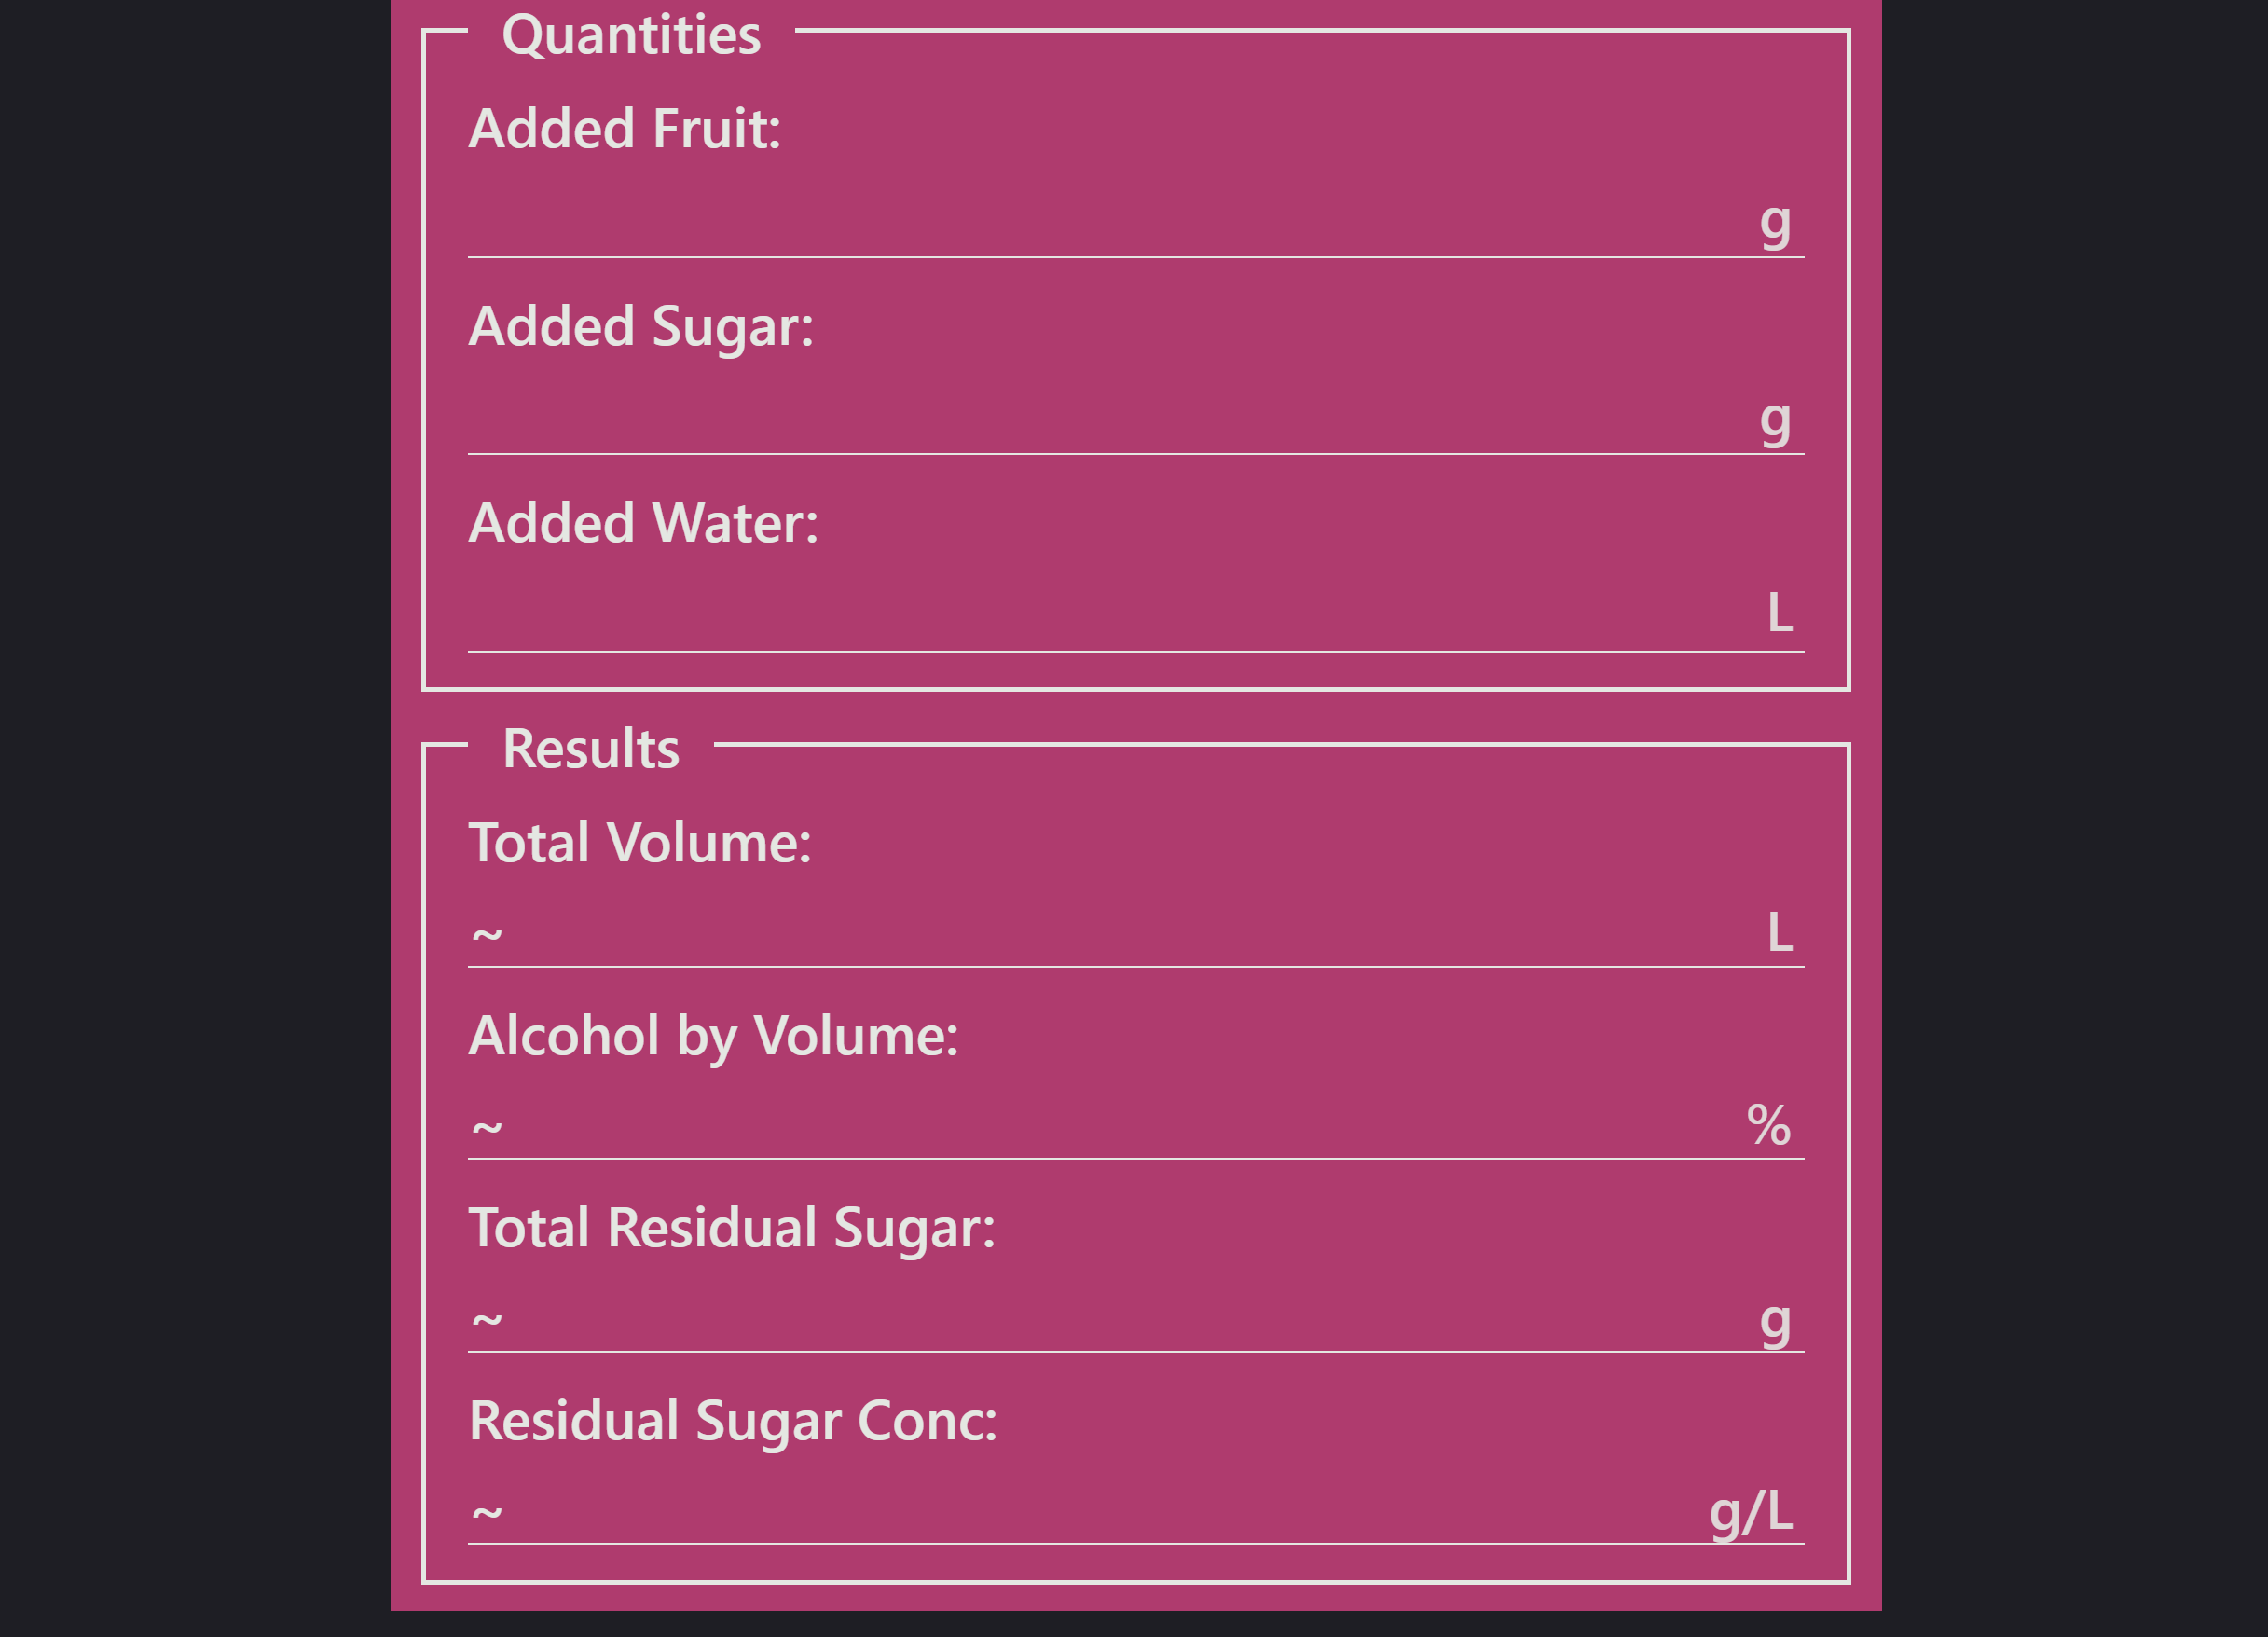 Quantities
Added Fruit:
g
Added Sugar:
g
Added Water:
L
Results
Total Volume:
~ L
Alcohol by Volume:
~ %
Total Residual Sugar:
~ g
Residual Sugar Conc:
~ g/L